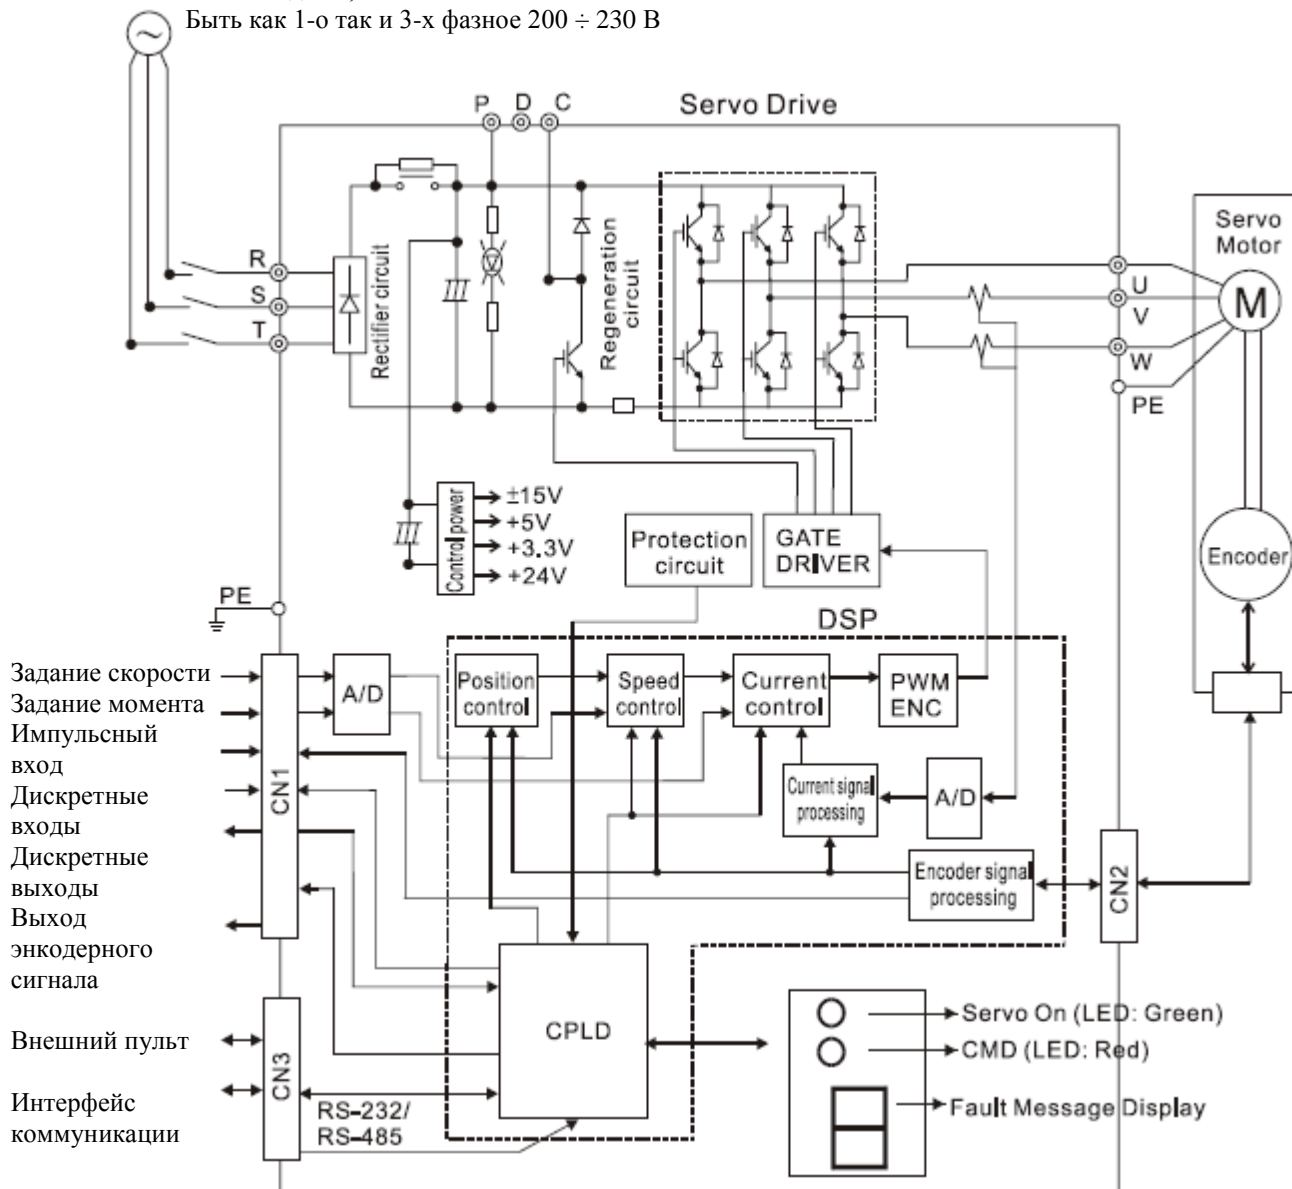 Быть как 1-о так и 3-х фазное 200 ÷ 230 В
P D C
Servo Drive
Servo
Motor
R
S
T
Rectifier circuit
Regeneration
circuit
U
V
W
PE
M
Control power
±15V
+5V
+3.3V
+24V
Protection
circuit
GATE
DRIVER
Encoder
PE
DSP
Задание скорости
Задание момента
Импульсный
вход
Дискретные
входы
Дискретные
выходы
Выход
энкодерного
сигнала
Внешний пульт
Интерфейс
коммуникации
CN1
A/D
Position
control
Speed
control
Current
control
PWM
ENC
Current signal
processing
A/D
Encoder signal
processing
CN2
CPLD
CN3
RS-232/
RS-485
Servo On (LED: Green)
CMD (LED: Red)
Fault Message Display